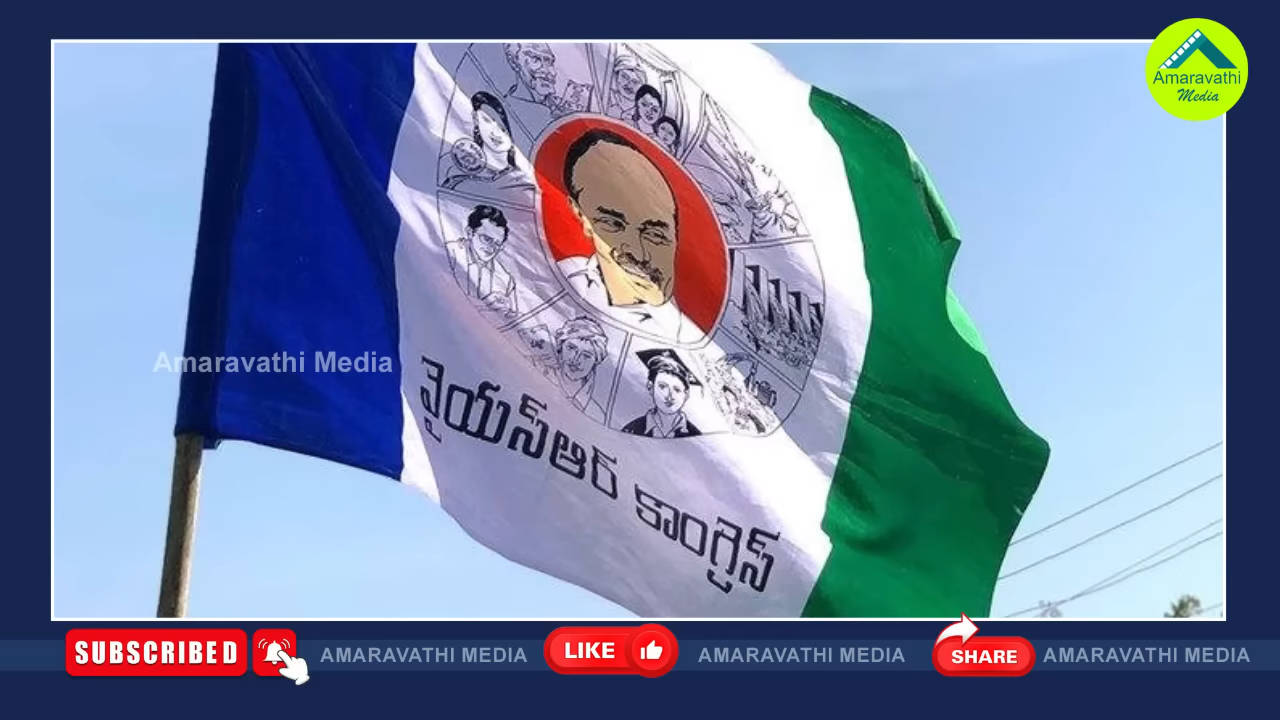 Amaravathi
Media
Amaravathi Media
వైయస్ఆర్ కాంగ్రెస్
SUBSCRIBED
AMARAVATHI MEDIA
LIKE
AMARAVATHI MEDIA
SHARE
AMARAVATHI MEDIA